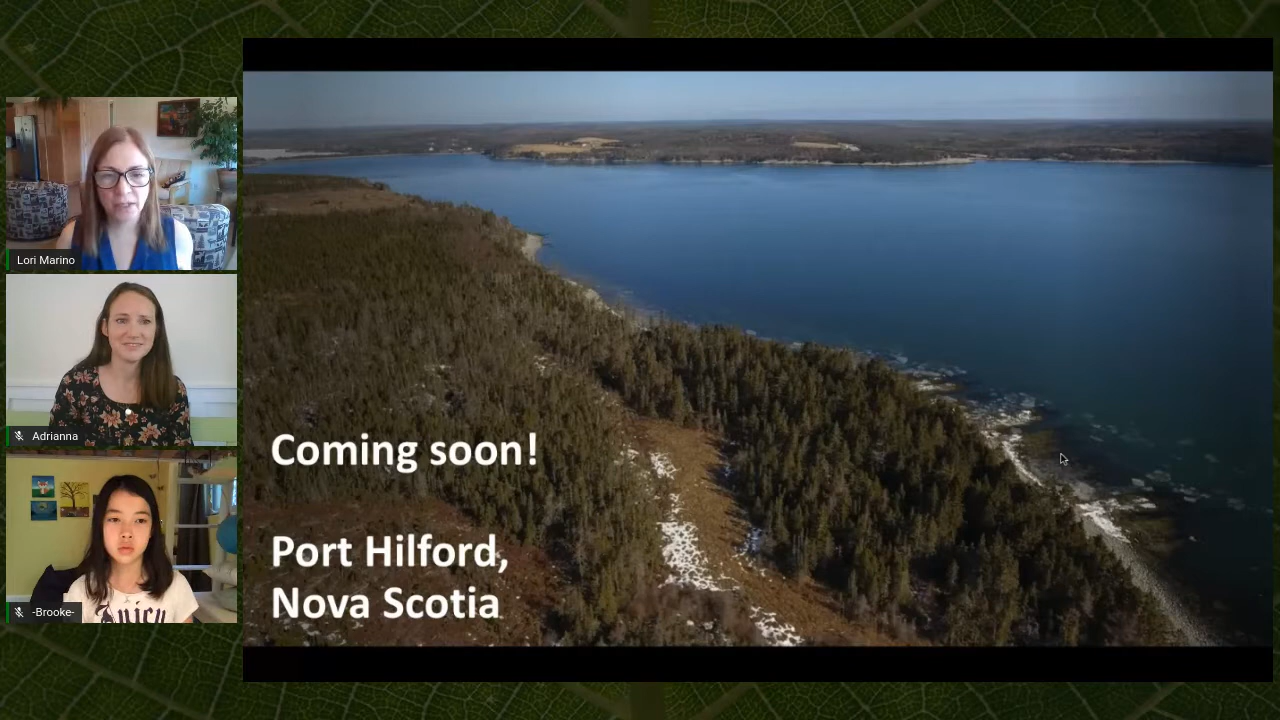 Lori Marino
Adrianna
-Brooke-
Coming soon!
Port Hilford,
Nova Scotia